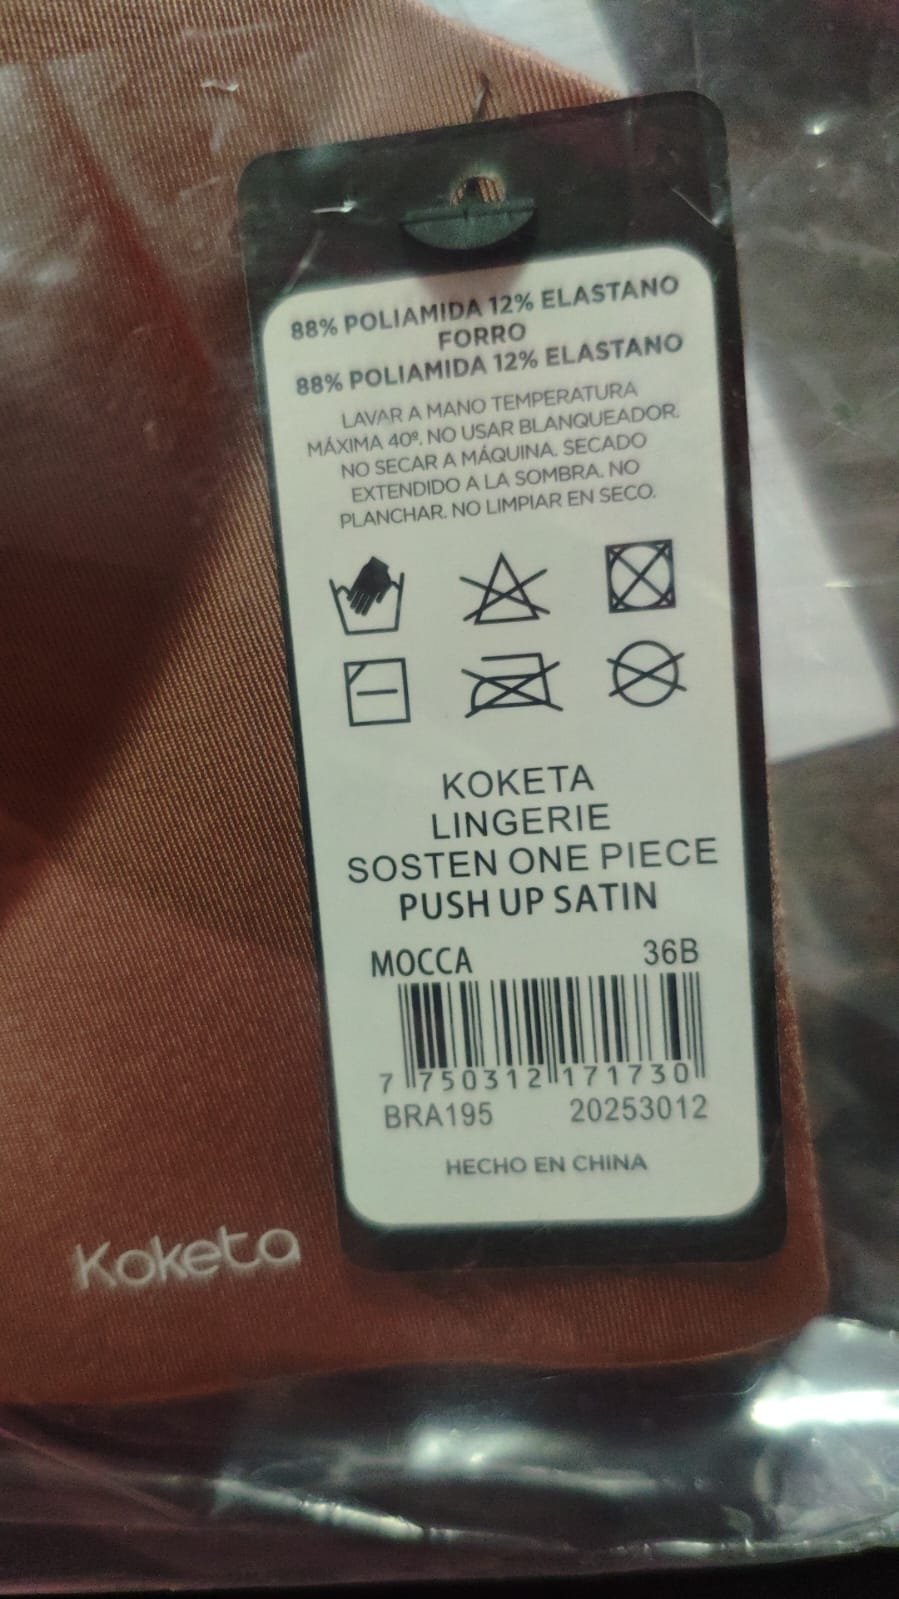 88% POLIAMIDA 12% ELASTANO
FORRO
88% POLIAMIDA 12% ELASTANO
LAVAR A MANO TEMPERATURA
MÁXIMA 40º. NO USAR BLANQUEADOR.
NO SECAR A MÁQUINA. SECADO
EXTENDIDO A LA SOMBRA. NO
PLANCHAR. NO LIMPIAR EN SECO.
KOKETA
LINGERIE
SOSTEN ONE PIECE
PUSH UP SATIN
MOCCA 36B
7 750312 171730
BRA195 20253012
HECHO EN CHINA
Koketa